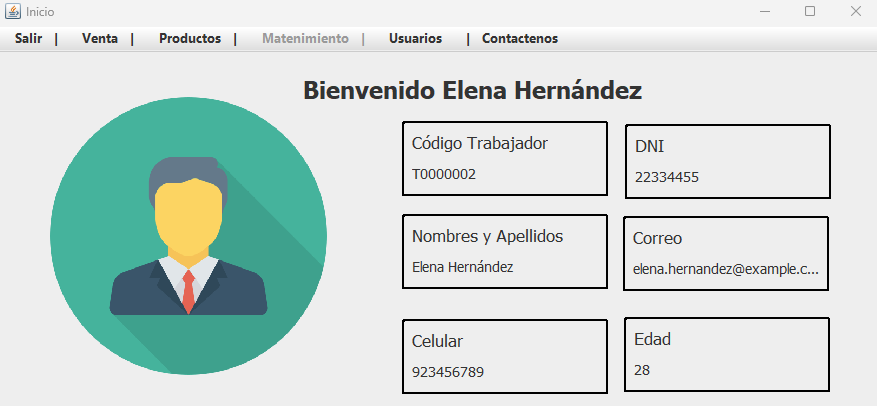 Inicio
Salir | Venta | Productos | Matenimiento | Usuarios | Contactenos
Bienvenido Elena Hernández
Código Trabajador
T0000002
DNI
22334455
Nombres y Apellidos
Elena Hernández
Correo
elena.hernandez@example.c...
Celular
923456789
Edad
28